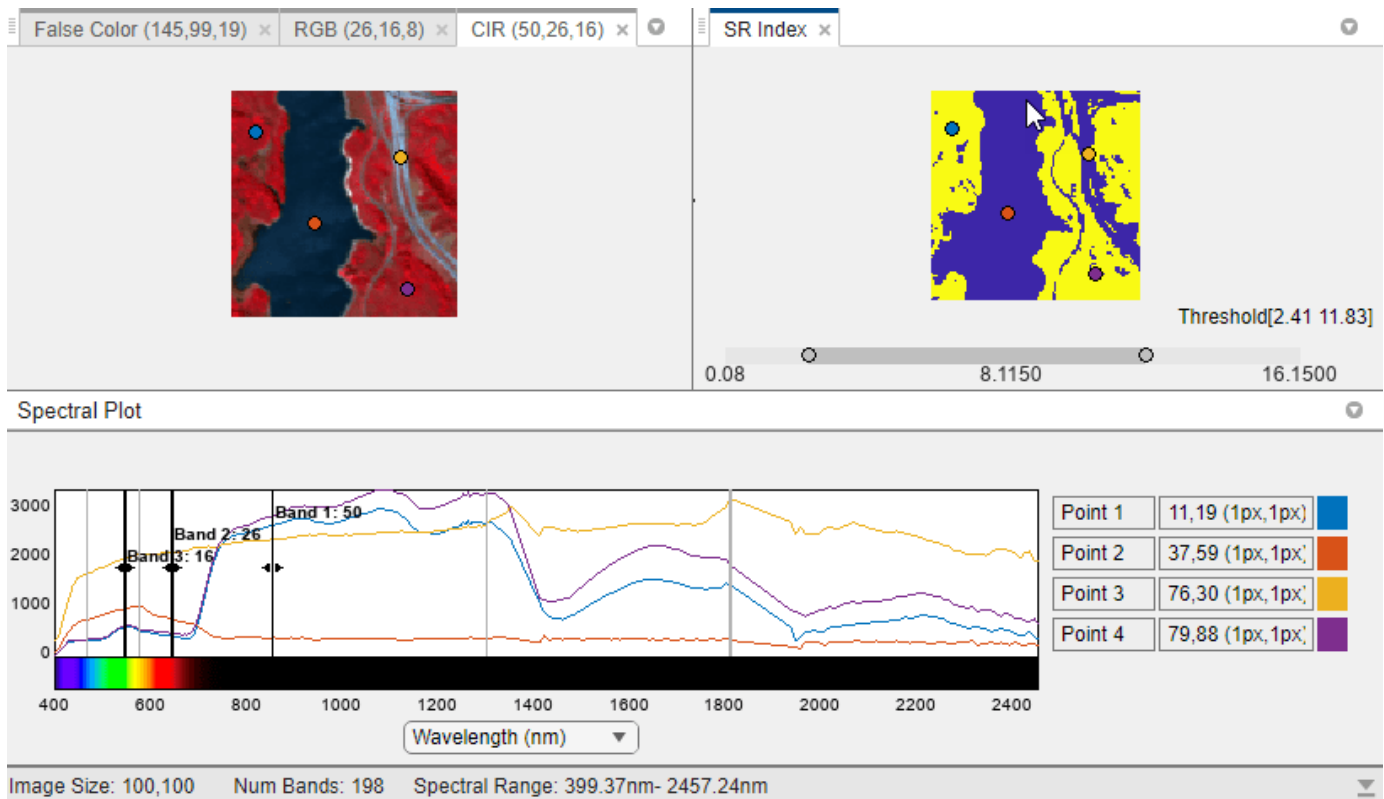 False Color (145,99,19) × RGB (26,16,8) × CIR (50,26,16) ×
SR Index ×
Threshold[2.41 11.83]
0.08 8.1150 16.1500
Spectral Plot
3000
2000
1000
0
Band 1: 50
Band 2: 26
Band 3: 16
400 600 800 1000 1200 1400 1600 1800 2000 2200 2400
Wavelength (nm)
Point 1 11,19 (1px,1px)
Point 2 37,59 (1px,1px)
Point 3 76,30 (1px,1px)
Point 4 79,88 (1px,1px)
Image Size: 100,100 Num Bands: 198 Spectral Range: 399.37nm- 2457.24nm